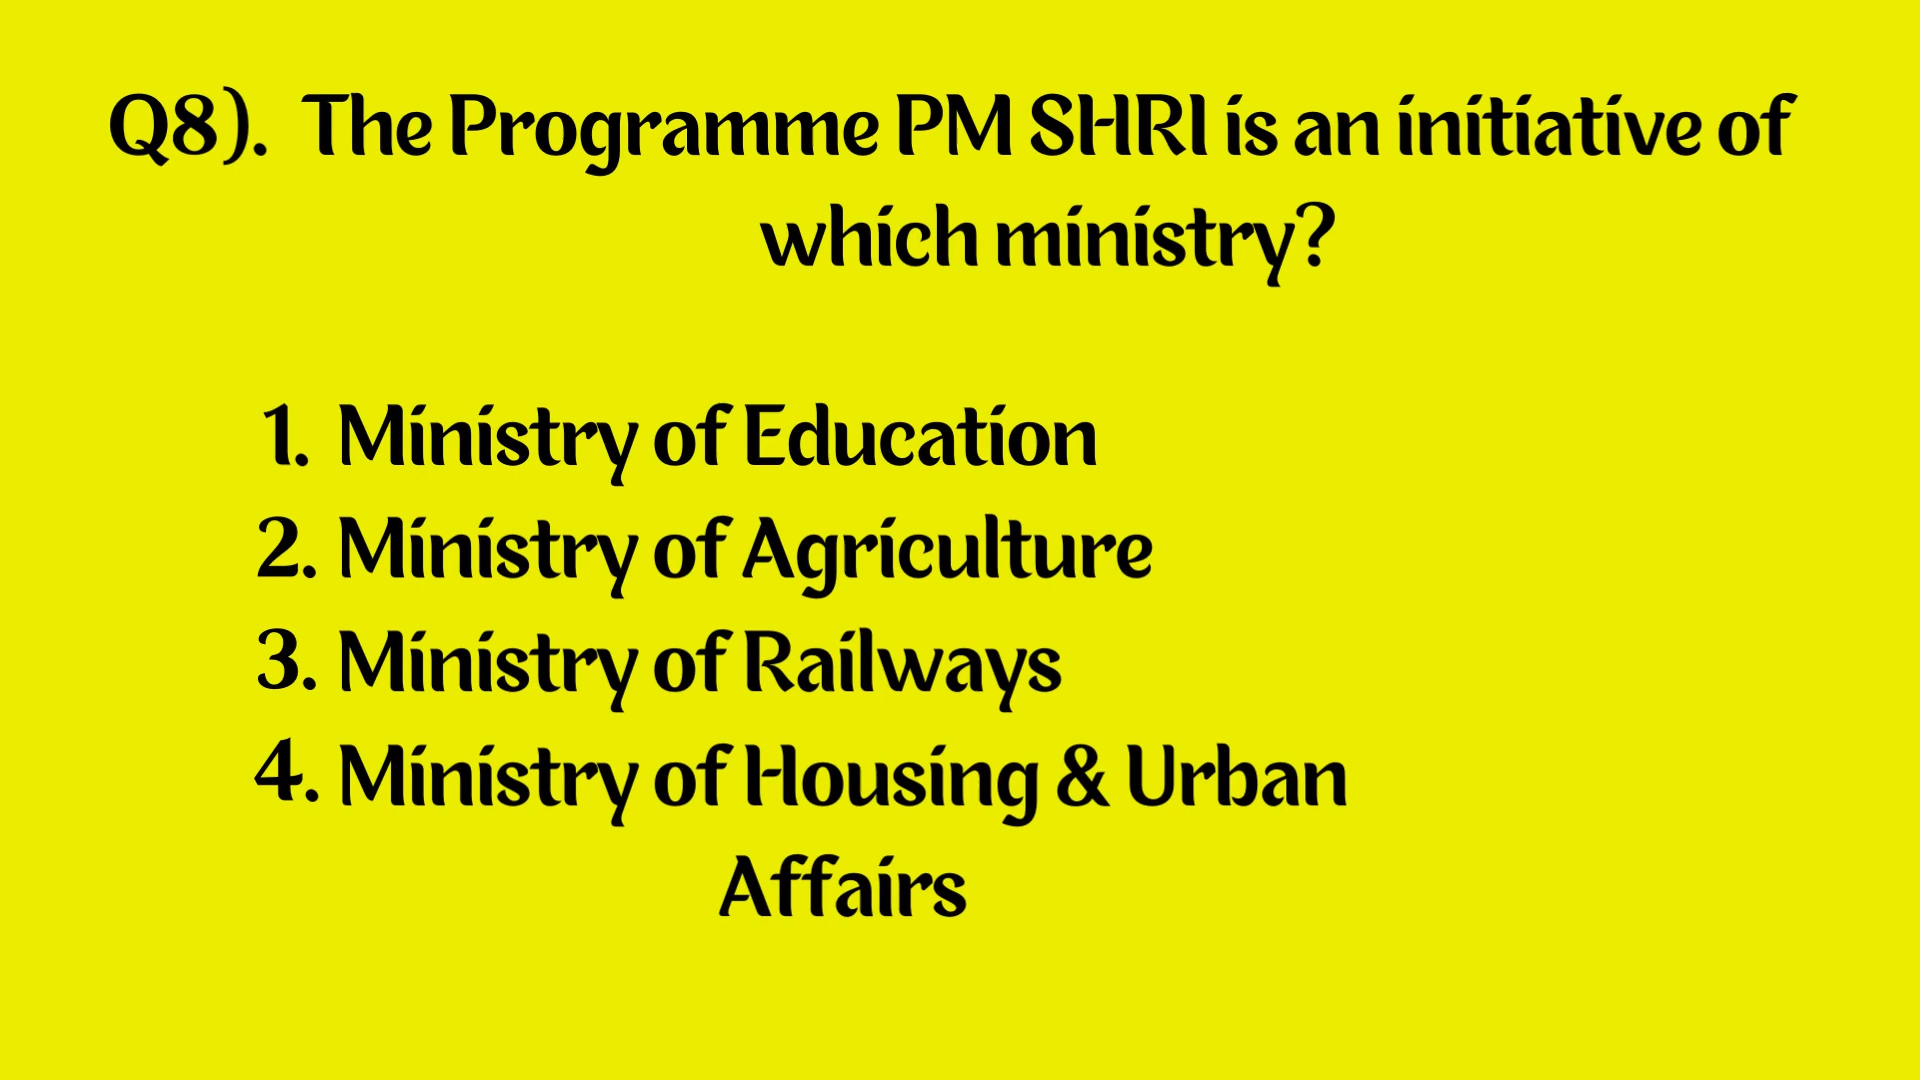 Q8). The Programme PM SHRI is an initiative of
which ministry?
1. Ministry of Education
2. Ministry of Agriculture
3. Ministry of Railways
4. Ministry of Housing & Urban
Affairs